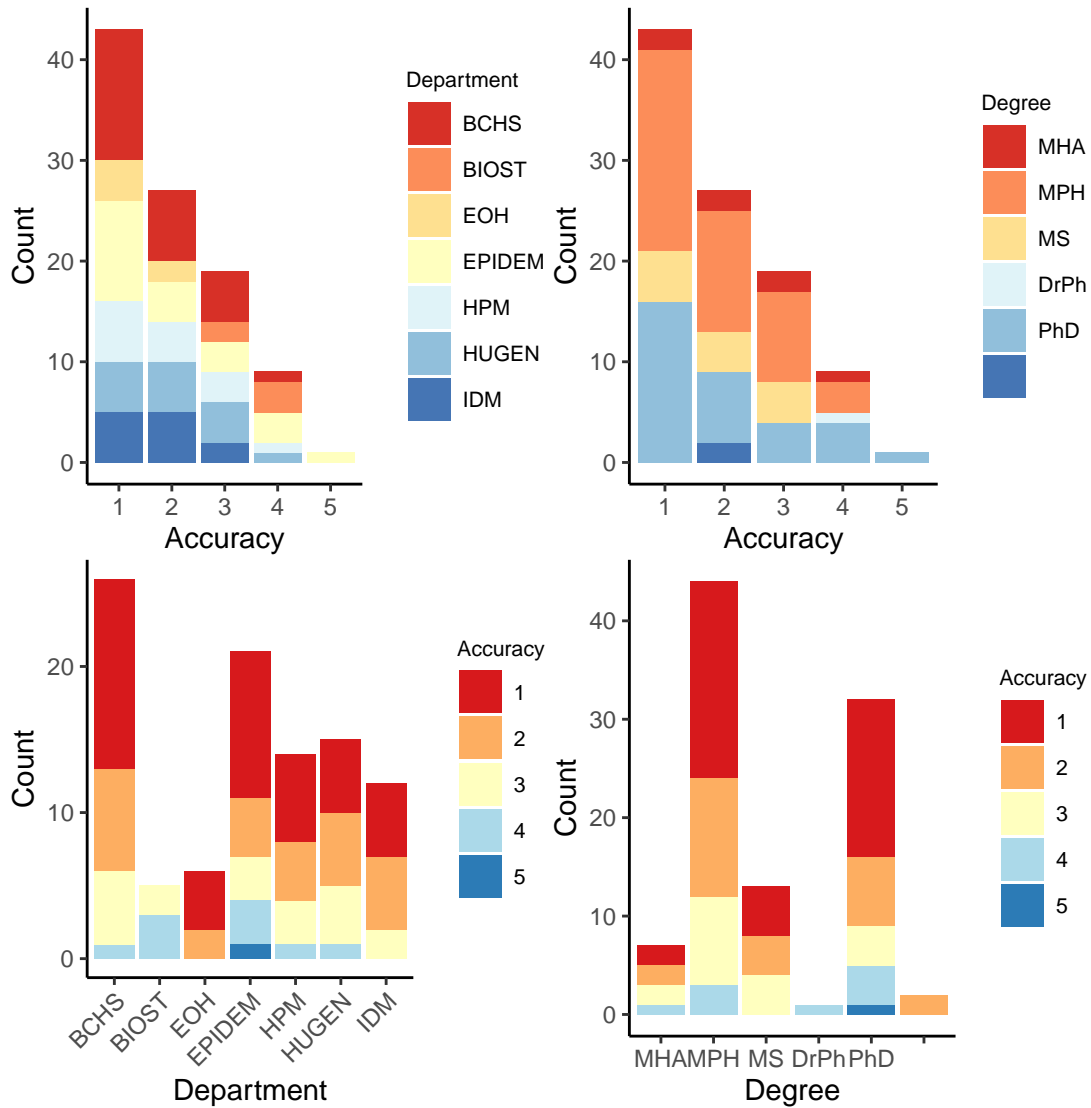 Count
40
30
20
10
0
1 2 3 4 5
Accuracy
Department
BCHS
BIOST
EOH
EPIDEM
HPM
HUGEN
IDM
Count
40
30
20
10
0
1 2 3 4 5
Accuracy
Degree
MHA
MPH
MS
DrPh
PhD
Count
20
10
0
BCHS BIOST EOH EPIDEM HPM HUGEN IDM
Department
Accuracy
1
2
3
4
5
Count
40
30
20
10
0
MHA MPH MS DrPh PhD
Degree
Accuracy
1
2
3
4
5